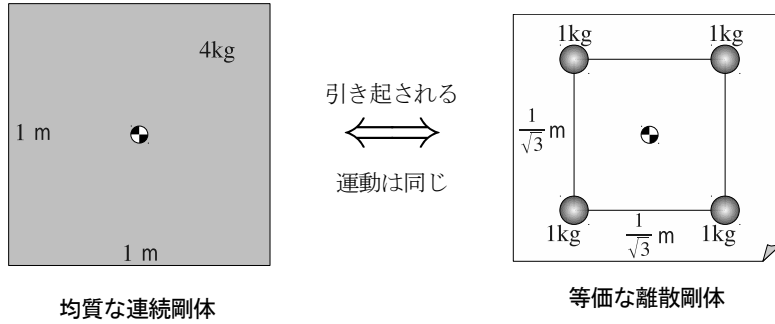 4kg
1 m
1 m
均質な連続剛体
引き起される
運動は同じ
1kg
1kg
1/√3 m
1kg
1/√3 m
1kg
等価な離散剛体